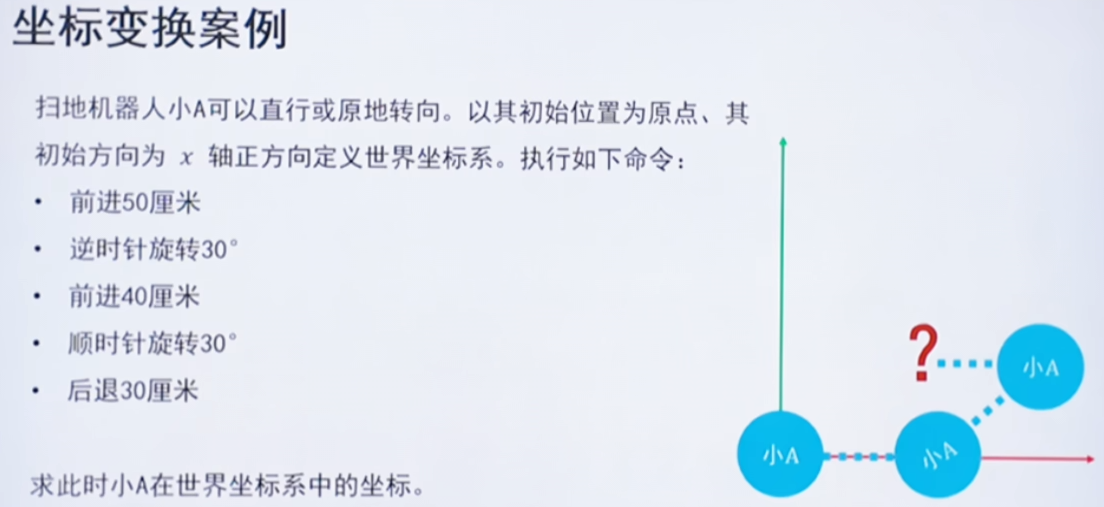 坐标变换案例
扫地机器人小A可以直行或原地转向。以其初始位置为原点、其
初始方向为 x 轴正方向定义世界坐标系。执行如下命令：
• 前进50厘米
• 逆时针旋转30°
• 前进40厘米
• 顺时针旋转30°
• 后退30厘米
?
小A
小A
小A
求此时小A在世界坐标系中的坐标。